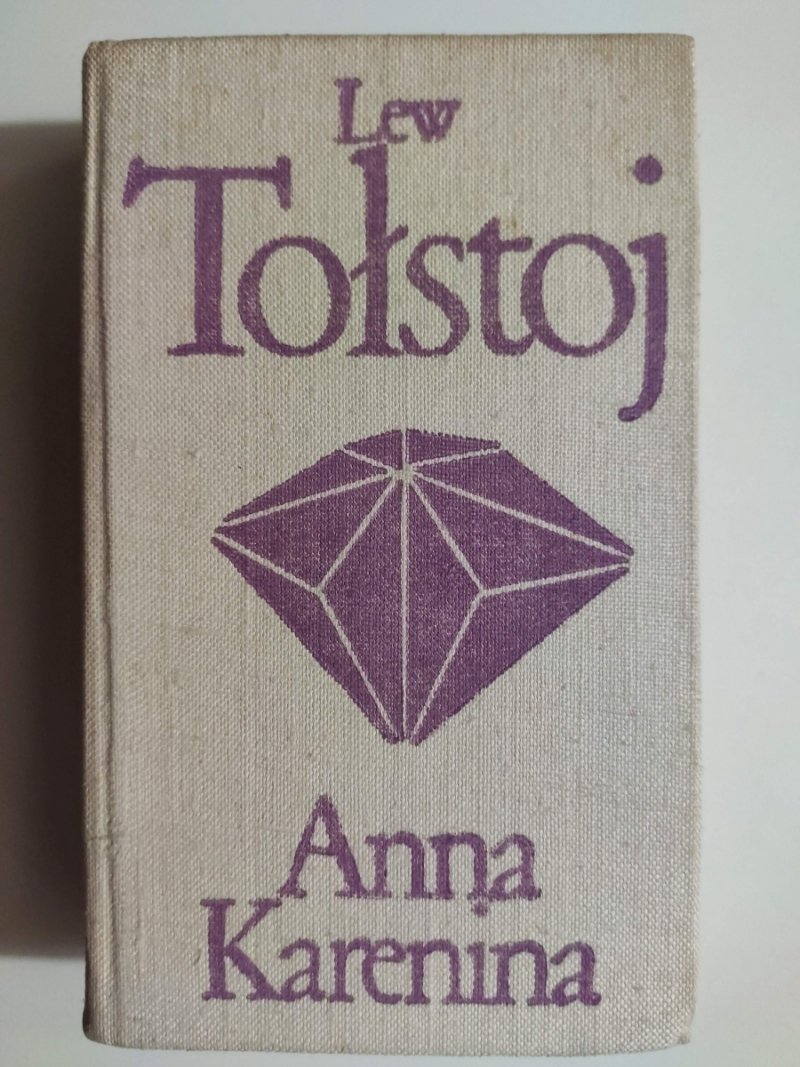 Lew
Tołstoj
Anna
Karenina